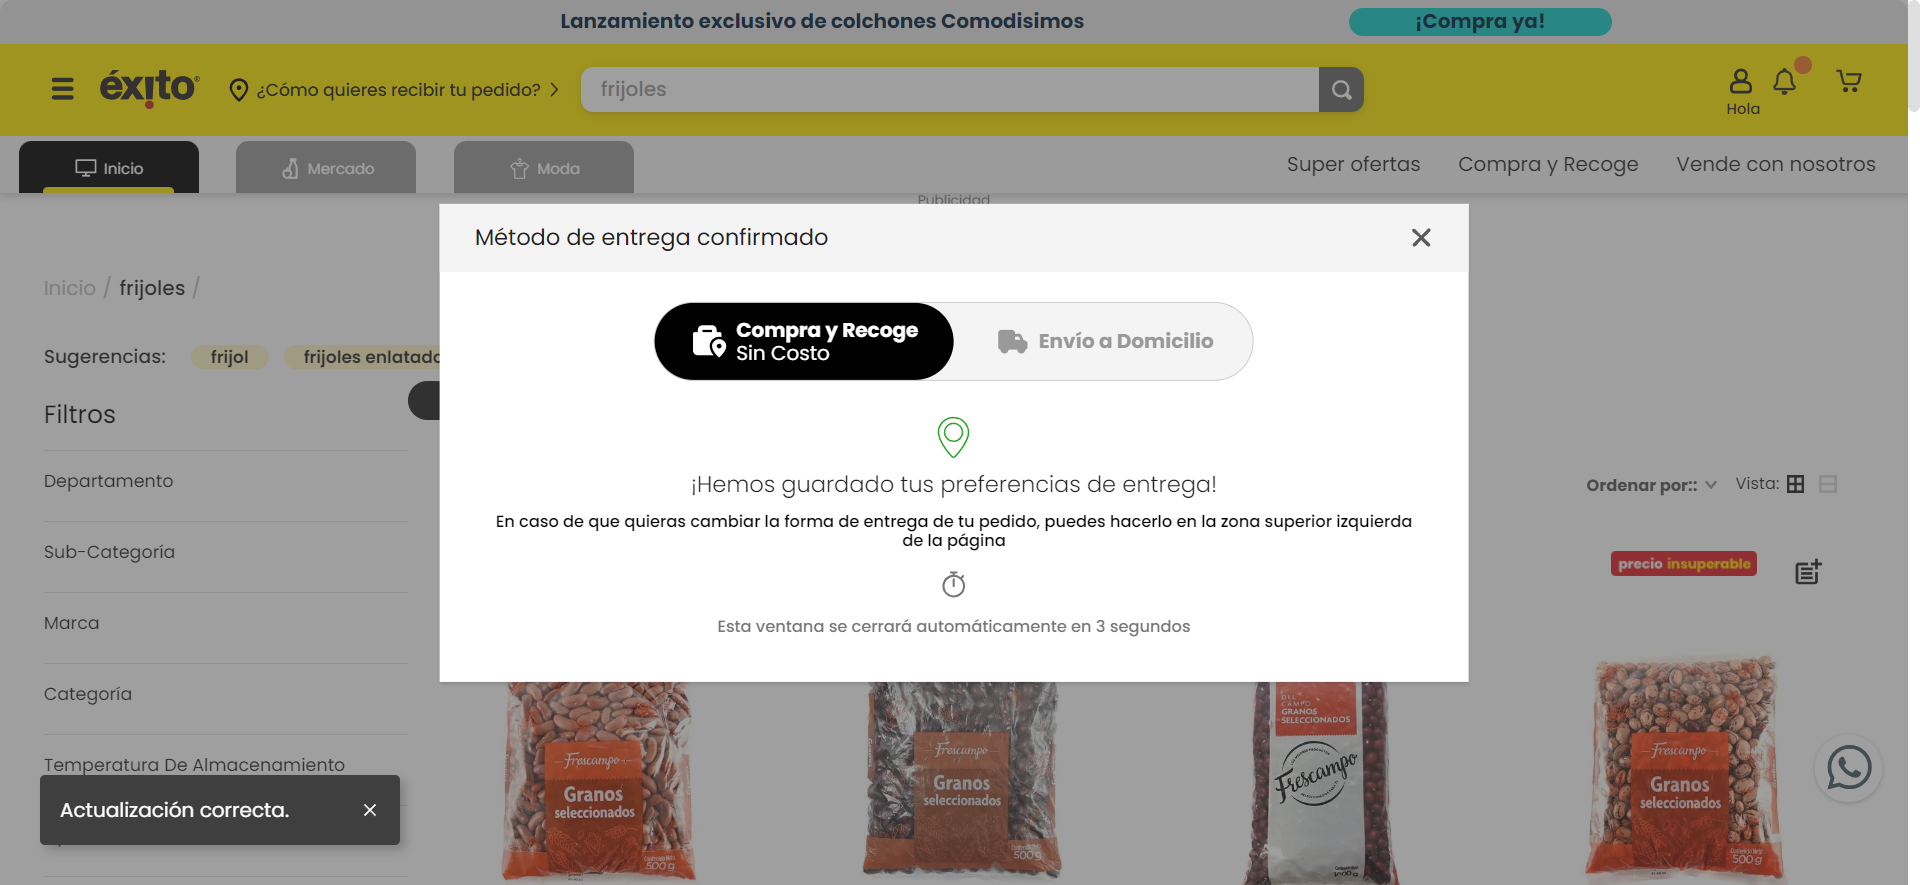 Lanzamiento exclusivo de colchones Comodisimos
¡Compra ya!
éxito
¿Cómo quieres recibir tu pedido?
frijoles
Hola
Inicio
Mercado
Moda
Super ofertas
Compra y Recoge
Vende con nosotros
Publicidad
Método de entrega confirmado
Inicio / frijoles /
Compra y Recoge
Sin Costo
Envío a Domicilio
Sugerencias: frijol frijoles enlatado
Filtros
¡Hemos guardado tus preferencias de entrega!
Departamento
Ordenar por:: Vista:
En caso de que quieras cambiar la forma de entrega de tu pedido, puedes hacerlo en la zona superior izquierda
de la página
Sub-Categoría
precio insuperable
Marca
Esta ventana se cerrará automáticamente en 3 segundos
Categoría
Temperatura De Almacenamiento
Actualización correcta.
Frescampo
Granos
seleccionados
500 g
Frescampo
Granos
seleccionados
500 g
DEL
CAMPO
GRANOS
SELECCIONADOS
Frescampo
1000 g
Frescampo
Granos
seleccionados
500 g